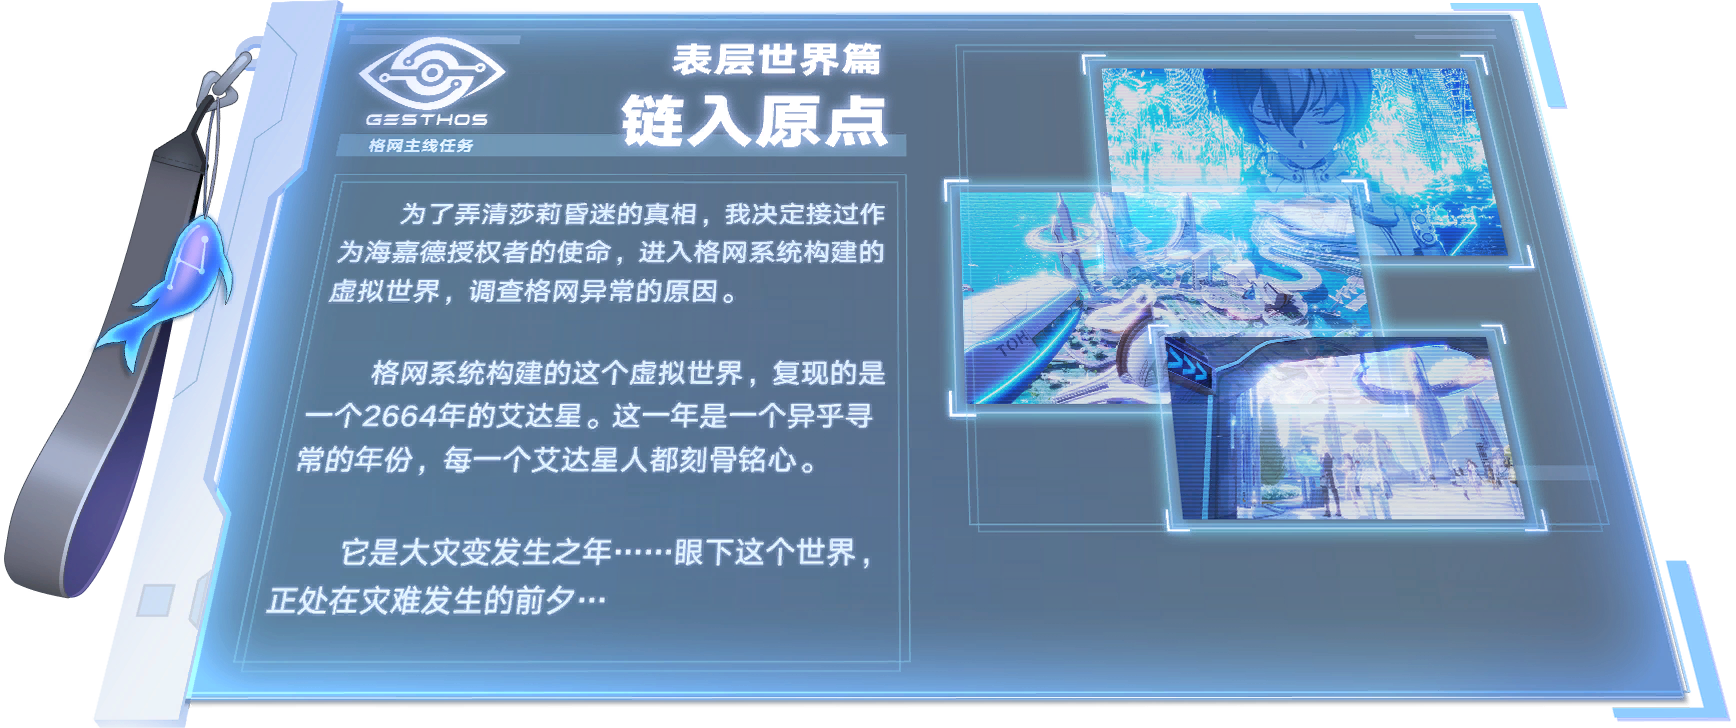 表层世界篇
链入原点
GESTHOS
格网主线任务
为了弄清莎莉昏迷的真相，我决定接过作
为海嘉德授权者的使命，进入格网系统构建的
虚拟世界，调查格网异常的原因。
格网系统构建的这个虚拟世界，复现的是
一个2664年的艾达星。这一年是一个异乎寻
常的年份，每一个艾达星人都刻骨铭心。
它是大灾变发生之年……眼下这个世界，
正处在灾难发生的前夕…
TOH